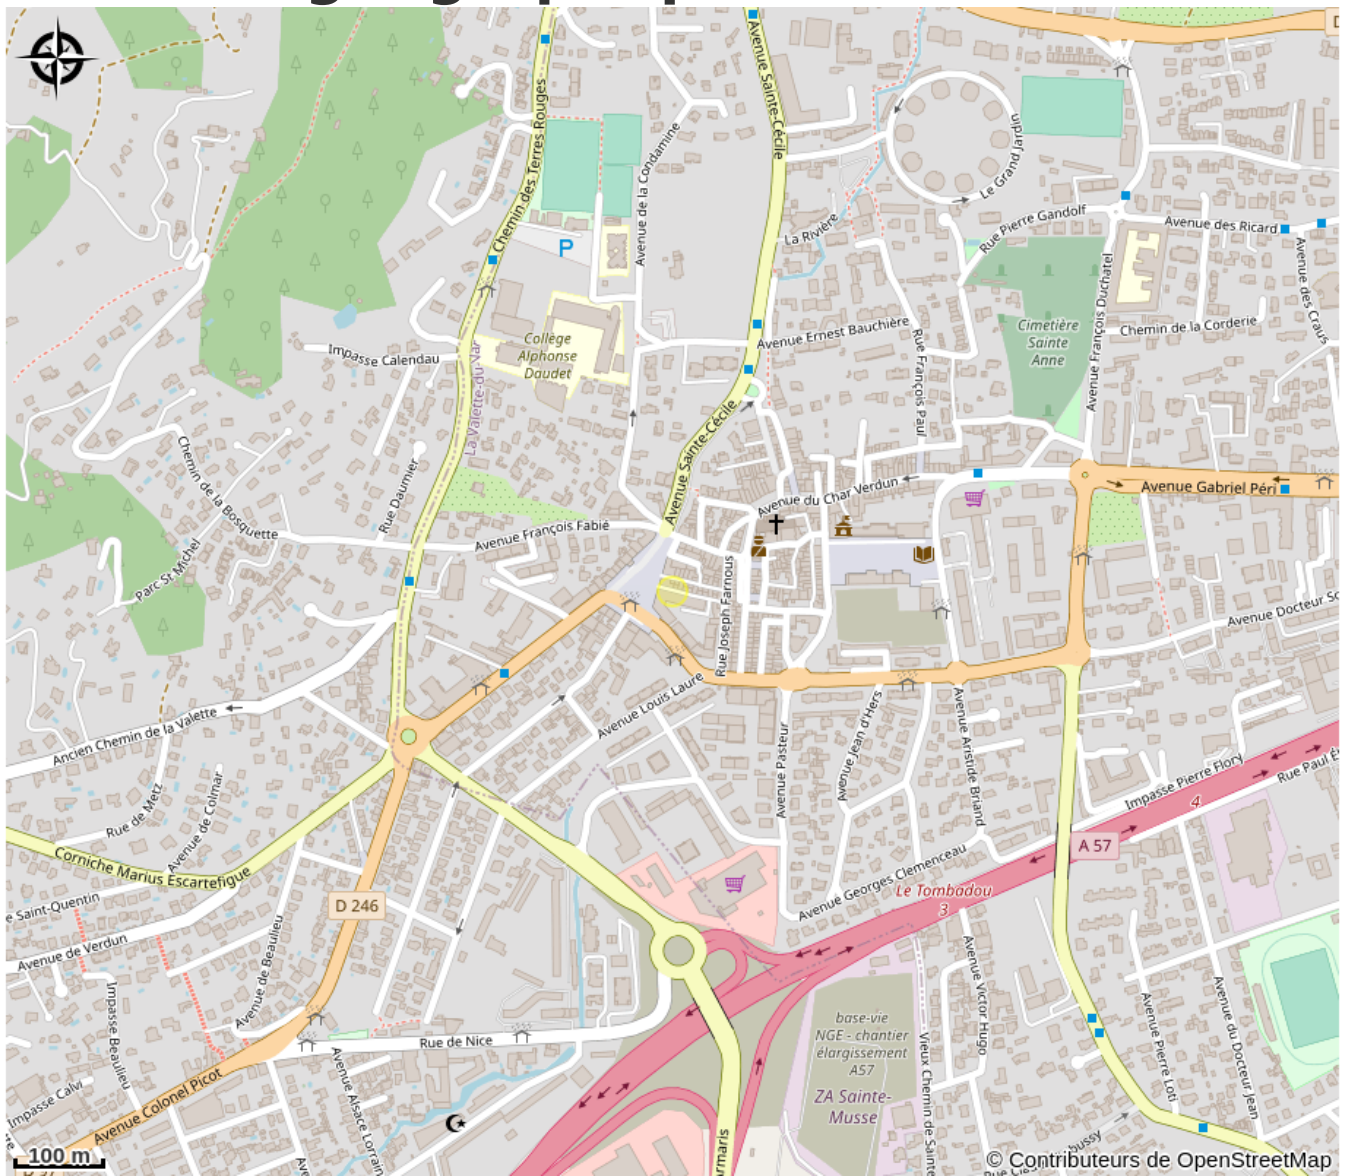 Avenue Sainte-Cécile
Chemin des Terres Rouges
Avenue de la Condamine
Le Grand Jardin
La Rivière
Rue Pierre Gandolf
Avenue des Ricard
Avenue des Craus
P
Collège
Alphonse
Daudet
Impasse Calendau
La Valette-du-Var
Avenue Ernest Bauchière
Rue François Paul
Cimetière
Sainte
Anne
Avenue François Duchatel
Chemin de la Corderie
Avenue Sainte-Cécile
Chemin de la Bosquette
Rue Daumier
Avenue du Char Verdun
Avenue Gabriel Péri
Avenue François Fabié
Parc St Michel
Rue Joseph Farnous
Avenue Docteur
Avenue Louis Laure
Ancien Chemin de la Valette
Avenue Pasteur
Avenue Jean d'Hers
Avenue Aristide Briand
Impasse Pierre Flory
Rue Paul
4
A 57
Rue de Metz
Avenue de Colmar
Corniche Marius Escartefigue
Avenue Georges Clemenceau
Le Tombadou
3
D 246
e Saint-Quentin
Avenue de Verdun
Avenue de Beaulieu
Impasse Beaulieu
Avenue Victor Hugo
Avenue Pierre Loti
Avenue du Docteur Jean
base-vie
NGE - chantier
élargissement
A57
ZA Sainte-
Musse
Vieux Chemin de Sainte
Rue de Nice
Avenue Alsace Lorraine
Impasse Calvi
Avenue Colonel Picot
100 m
© Contributeurs de OpenStreetMap